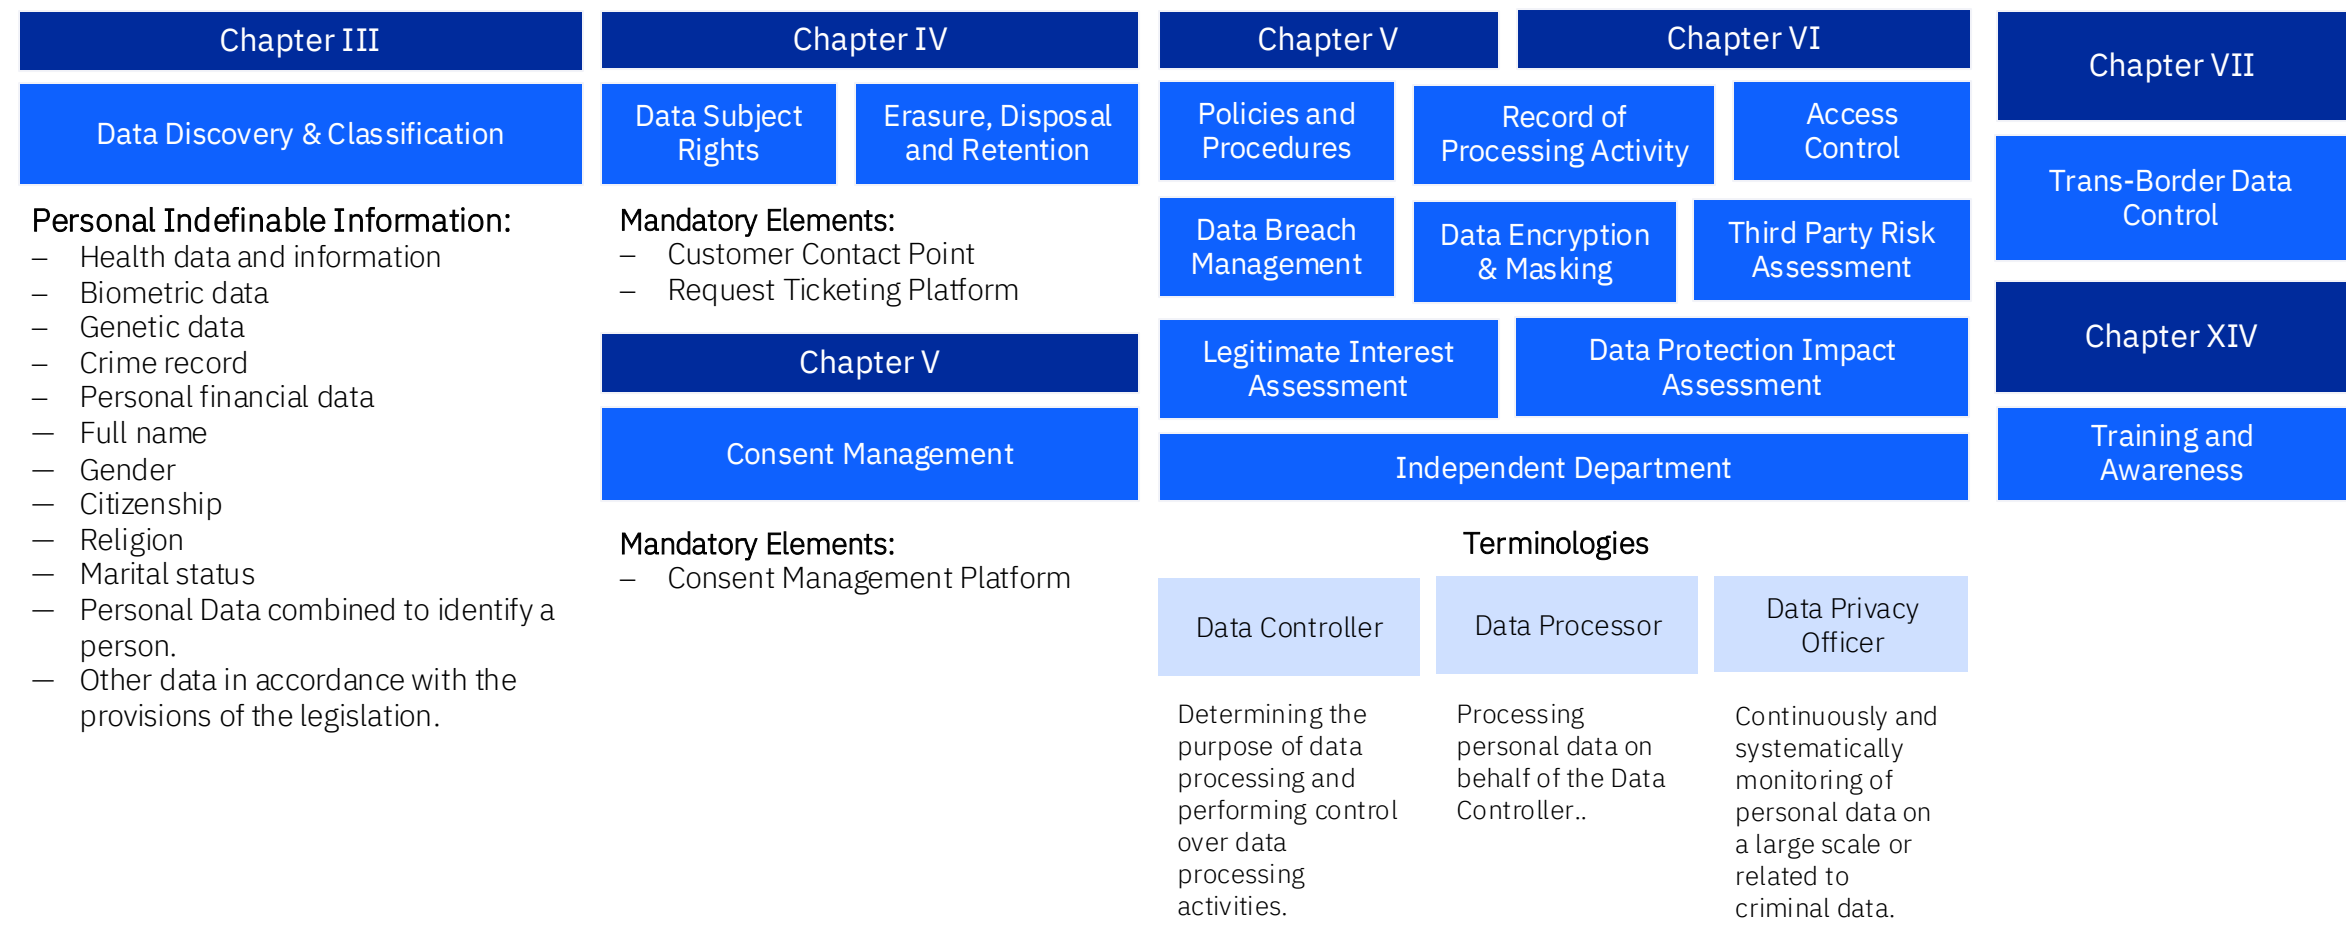 Chapter III
Data Discovery & Classification
Personal Indefinable Information:
– Health data and information
– Biometric data
– Genetic data
– Crime record
– Personal financial data
— Full name
— Gender
— Citizenship
— Religion
— Marital status
— Personal Data combined to identify a
person.
— Other data in accordance with the
provisions of the legislation.
Chapter IV
Data Subject
Rights
Erasure, Disposal
and Retention
Mandatory Elements:
– Customer Contact Point
– Request Ticketing Platform
Chapter V
Consent Management
Mandatory Elements:
– Consent Management Platform
Chapter V
Chapter VI
Policies and
Procedures
Record of
Processing Activity
Access
Control
Data Breach
Management
Data Encryption
& Masking
Third Party Risk
Assessment
Legitimate Interest
Assessment
Data Protection Impact
Assessment
Independent Department
Terminologies
Data Controller
Determining the
purpose of data
processing and
performing control
over data
processing
activities.
Data Processor
Processing
personal data on
behalf of the Data
Controller..
Data Privacy
Officer
Continuously and
systematically
monitoring of
personal data on
a large scale or
related to
criminal data.
Chapter VII
Trans-Border Data
Control
Chapter XIV
Training and
Awareness